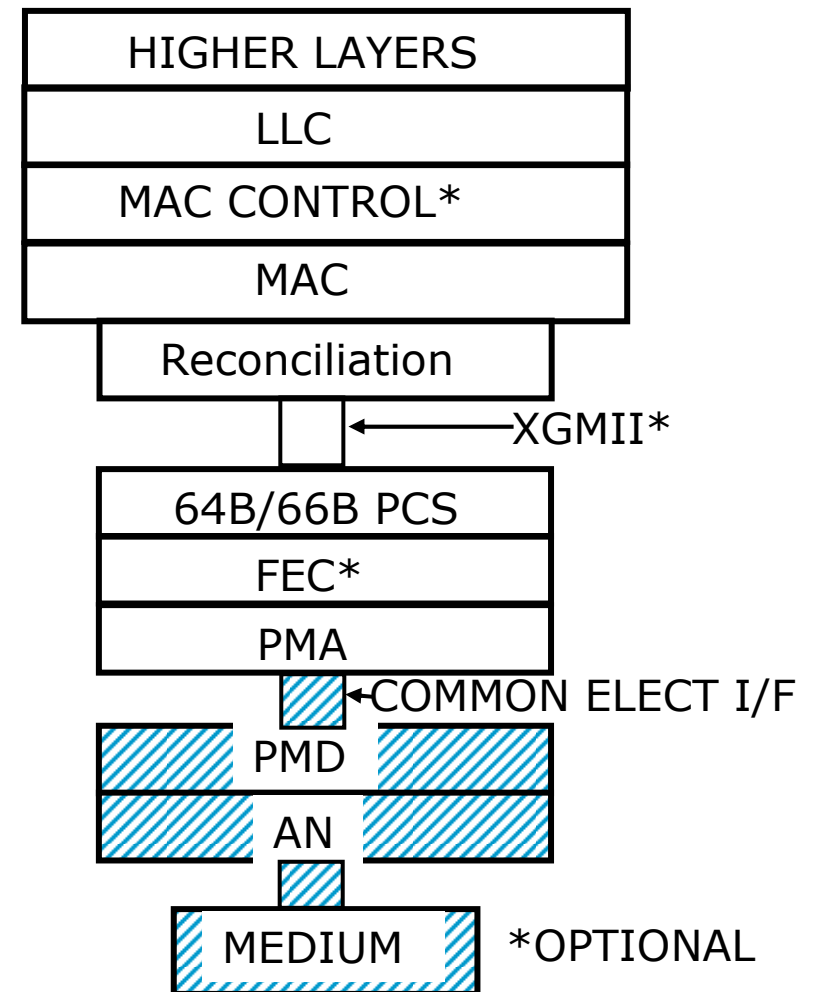 HIGHER LAYERS
LLC
MAC CONTROL*
MAC
Reconciliation
XGMII*
64B/66B PCS
FEC*
PMA
COMMON ELECT I/F
PMD
AN
MEDIUM
*OPTIONAL